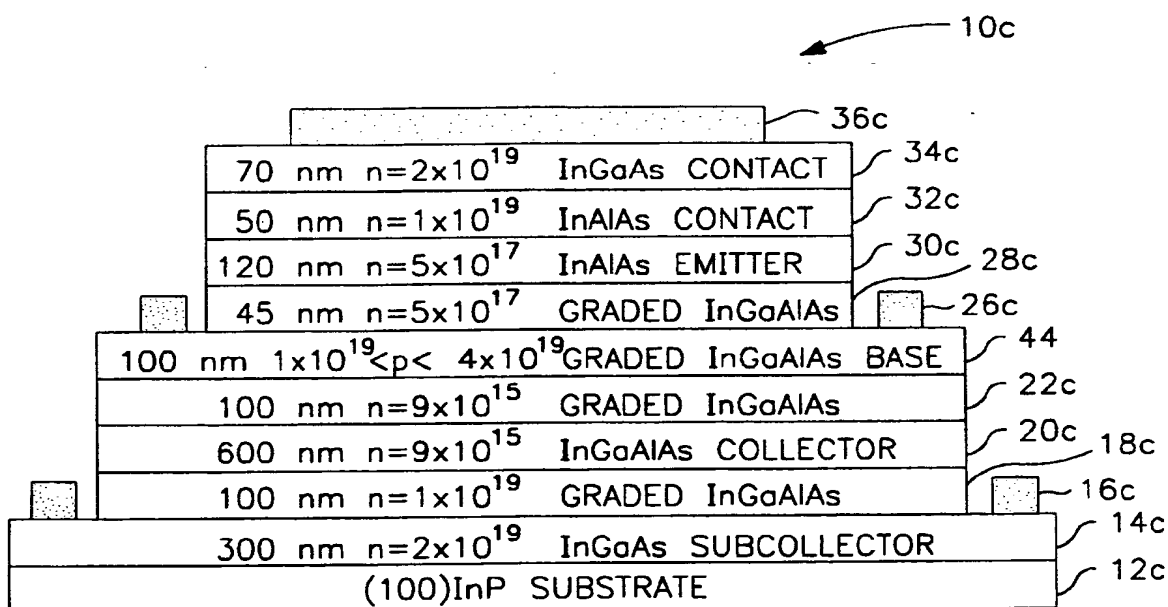 10c
36c
70 nm n=2x10^19 InGaAs CONTACT 34c
50 nm n=1x10^19 InAlAs CONTACT 32c
120 nm n=5x10^17 InAlAs EMITTER 30c
28c
45 nm n=5x10^17 GRADED InGaAlAs 26c
100 nm 1x10^19<p< 4x10^19 GRADED InGaAlAs BASE 44
100 nm n=9x10^15 GRADED InGaAlAs 22c
600 nm n=9x10^15 InGaAlAs COLLECTOR 20c
18c
100 nm n=1x10^19 GRADED InGaAlAs 16c
300 nm n=2x10^19 InGaAs SUBCOLLECTOR 14c
(100)InP SUBSTRATE 12c